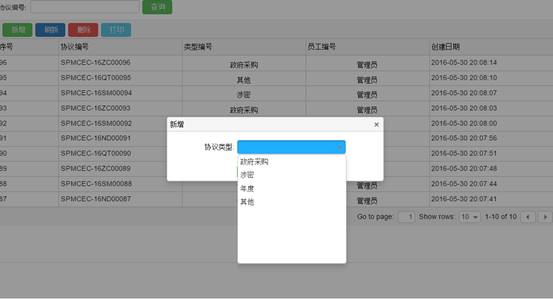 协议编号: 查询
新增 刷新 删除 打印
序号 协议编号 类型编号 员工编号 创建日期
96 SPMCEC-16ZC00096 政府采购 管理员 2016-05-30 20:08:14
95 SPMCEC-16QT00095 其他 管理员 2016-05-30 20:08:10
94 SPMCEC-16SM00094 涉密 管理员 2016-05-30 20:08:07
93 SPMCEC-16ZC00093 政府采购 管理员 2016-05-30 20:08:03
92 SPMCEC-16SM00092 2016-05-30 20:08:00
91 SPMCEC-16ND00091 2016-05-30 20:07:56
90 SPMCEC-16QT00090 2016-05-30 20:07:51
89 SPMCEC-16ZC00089 2016-05-30 20:07:48
88 SPMCEC-16SM00088 管理员 2016-05-30 20:07:44
87 SPMCEC-16ND00087 管理员 2016-05-30 20:07:41
Go to page: 1 Show rows: 10 1-10 of 10
新增 ×
协议类型:
政府采购
涉密
年度
其他